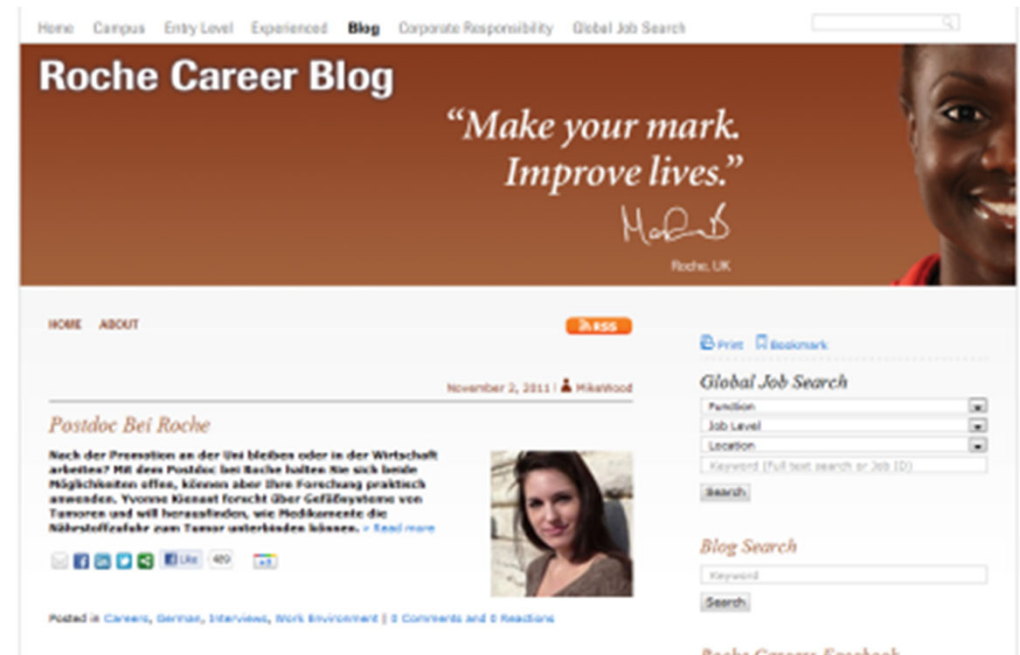 Home Campus Entry Level Experienced Blog Corporate Responsibility Global Job Search
Roche Career Blog
“Make your mark.
Improve lives.”
Roche, UK
HOME ABOUT
RSS
Print Bookmark
November 2, 2011 | MikeWood
Postdoc Bei Roche
Nach der Promotion an der Uni bleiben oder in der Wirtschaft
arbeiten? Mit dem Postdoc bei Roche halten Sie sich beide
Möglichkeiten offen, können aber Ihre Forschung praktisch
anwenden. Yvonne Kienast forscht über Gefäßsysteme von
Tumoren und will herausfinden, wie Medikamente die
Nährstoffzufuhr zum Tumor unterbinden können. > Read more
Like 489
Posted in Careers, German, Interviews, Work Environment | 0 Comments and 0 Reactions
Global Job Search
Function
Job Level
Location
Keyword (Full text search or Job ID)
Search
Blog Search
Keyword
Search
Roche Careers Facebook